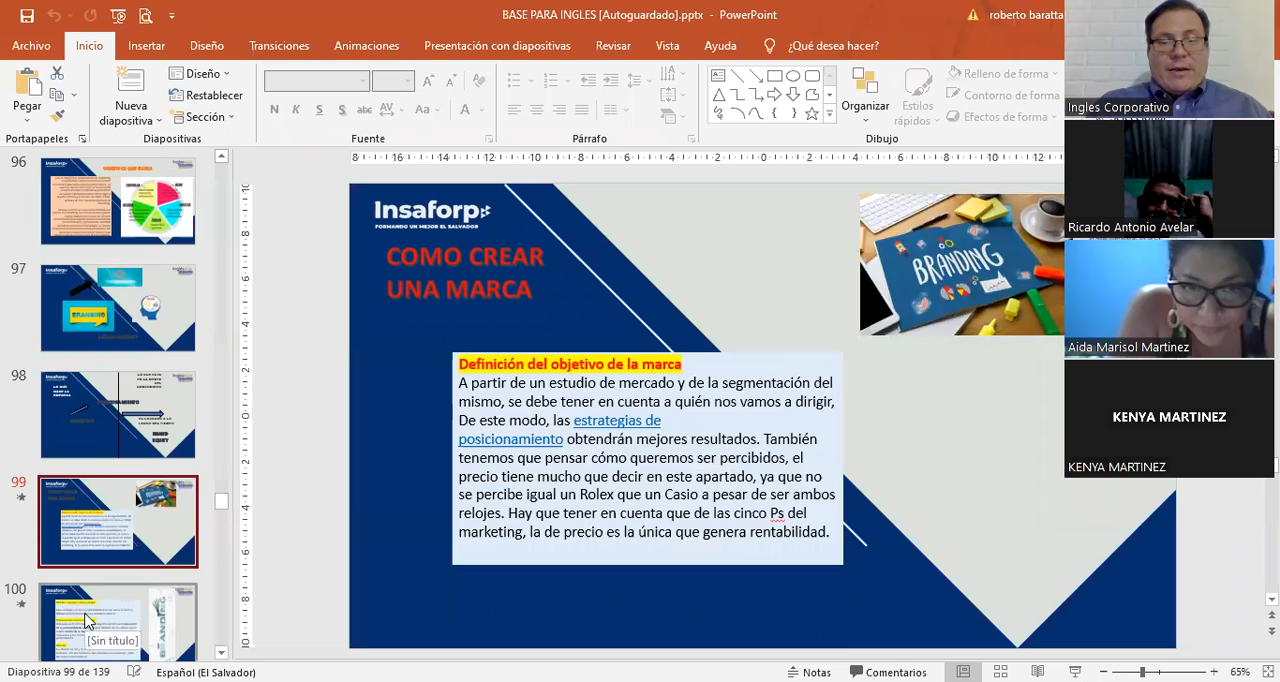 BASE PARA INGLES [Autoguardado].pptx - PowerPoint
roberto baratta
Archivo Inicio Insertar Diseño Transiciones Animaciones Presentación con diapositivas Revisar Vista Ayuda ¿Qué desea hacer?
Pegar
Nueva diapositiva
Diseño
Restablecer
Sección
N K S S abc AV Aa A
Organizar
Estilos rápidos
Relleno de forma
Contorno de forma
Efectos de forma
Portapapeles Diapositivas Fuente Párrafo Dibujo
96
97
98
99
100
[Sin título]
Insaforp
FORMANDO UN MEJOR EL SALVADOR
COMO CREAR
UNA MARCA
BRANDING
Definición del objetivo de la marca
A partir de un estudio de mercado y de la segmentación del
mismo, se debe tener en cuenta a quién nos vamos a dirigir,
De este modo, las estrategias de
posicionamiento obtendrán mejores resultados. También
tenemos que pensar cómo queremos ser percibidos, el
precio tiene mucho que decir en este apartado, ya que no
se percibe igual un Rolex que un Casio a pesar de ser ambos
relojes. Hay que tener en cuenta que de las cinco Ps del
marketing, la de precio es la única que genera rentabilidad.
Ingles Corporativo
Ricardo Antonio Avelar
Aida Marisol Martinez
KENYA MARTINEZ
KENYA MARTINEZ
Diapositiva 99 de 139 Español (El Salvador) Notas Comentarios 65%